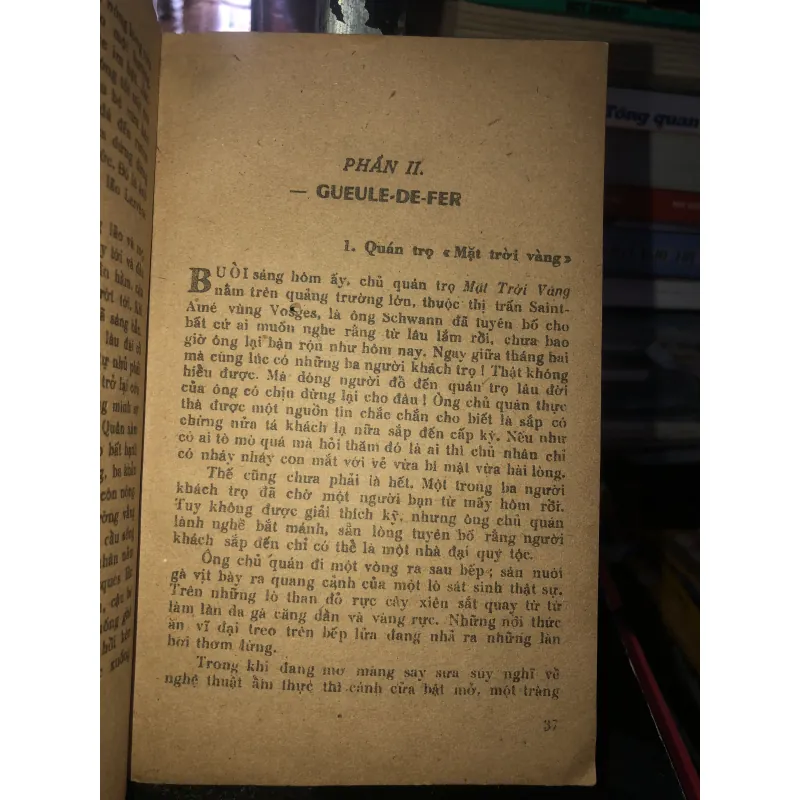 PHẦN II.
— GUEULE-DE-FER
1. Quán trọ «Mặt trời vàng»
BUỔI sáng hôm ấy, chủ quán trọ Mặt Trời Vàng
nằm trên quảng trường lớn, thuộc thị trấn Saint-
Aimé vùng Vosges, là ông Schwann đã tuyên bố cho
bất cứ ai muốn nghe rằng từ lâu lắm rồi, chưa bao
giờ ông lại bận rộn như hôm nay. Ngay giữa tháng hai
mà cùng lúc có những ba người khách trọ! Thật không
hiểu được. Mà dòng người đổ đến quán trọ lâu đời
của ông có chịu dừng lại cho đâu! Ông chủ quán thực
thà được một nguồn tin chắc chắn cho biết là sắp có
chừng nửa tá khách lạ nữa sắp đến cấp kỳ. Nếu như
có ai tò mò quá mà hỏi thăm đó là ai thì chủ nhân chỉ
có nháy nháy con mắt với vẻ vừa bí mật vừa hài lòng.
Thế cũng chưa phải là hết. Một trong ba người
khách trọ đã chờ một người bạn từ mấy hôm rồi.
Tuy không được giải thích kỹ, nhưng ông chủ quán
lành nghề bắt mánh, sẵn lòng tuyên bố rằng người
khách sắp đến chỉ có thể là một nhà đại quý tộc.
Ông chủ quán đi một vòng ra sau bếp; sân nuôi
gà vịt bày ra quang cảnh của một lò sát sinh thật sự.
Trên những lò than đỏ rực cây xiên sắt quay từ từ
làm làn da gà căng dần và vàng rực. Những nồi thức
ăn vĩ đại treo trên bếp lửa đang nhả ra những làn
hơi thơm lừng.
Trong khi đang mơ màng say sưa suy nghĩ về
nghệ thuật ẩm thực thì cánh cửa bật mở, một tràng
37
Tổng quan